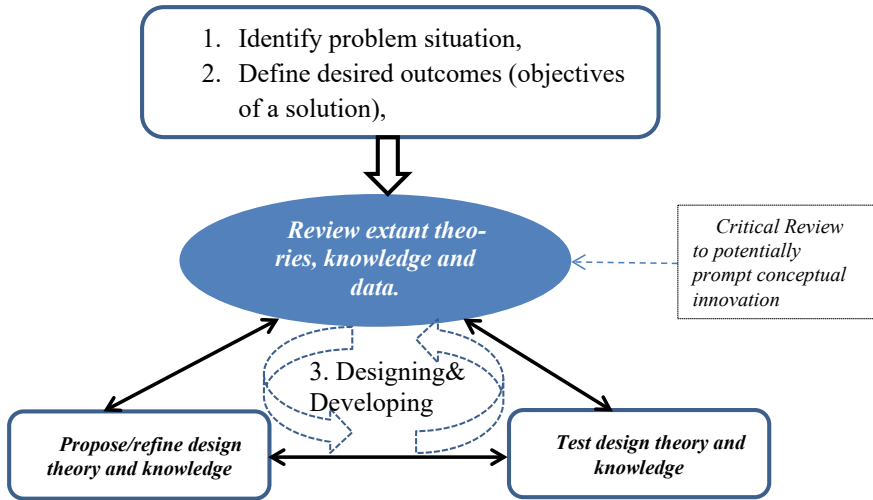 1. Identify problem situation,
2. Define desired outcomes (objectives
of a solution),
Review extant theo-
ries, knowledge and
data.
Critical Review
to potentially
prompt conceptual
innovation
3. Designing&
Developing
Propose/refine design
theory and knowledge
Test design theory and
knowledge